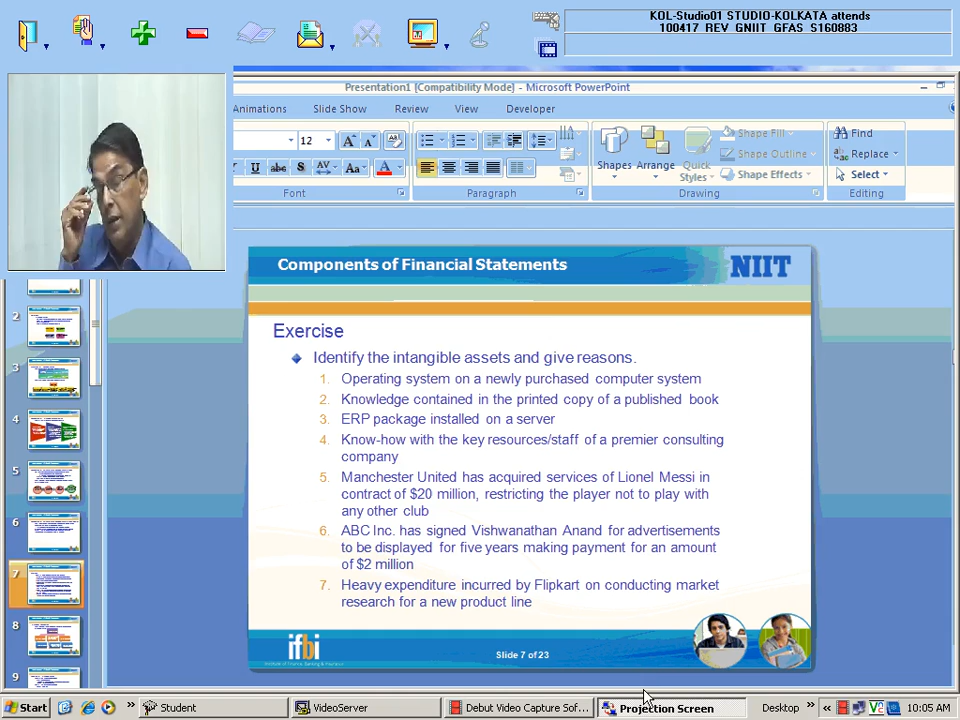 KOL-Studio01 STUDIO-KOLKATA attends
100417_REV_GNIIT_GFAS_S160883
Presentation1 [Compatibility Mode] - Microsoft PowerPoint
Animations Slide Show Review View Developer
12
Shapes Arrange Quick Styles
Shape Fill
Shape Outline
Shape Effects
Find
Replace
Select
Font Paragraph Drawing Editing
Components of Financial Statements
NIIT
Exercise
Identify the intangible assets and give reasons.
1. Operating system on a newly purchased computer system
2. Knowledge contained in the printed copy of a published book
3. ERP package installed on a server
4. Know-how with the key resources/staff of a premier consulting
company
5. Manchester United has acquired services of Lionel Messi in
contract of $20 million, restricting the player not to play with
any other club
6. ABC Inc. has signed Vishwanathan Anand for advertisements
to be displayed for five years making payment for an amount
of $2 million
7. Heavy expenditure incurred by Flipkart on conducting market
research for a new product line
ifbi
Institute of Finance Banking & Insurance
Slide 7 of 23
2
3
4
5
6
7
8
9
Start Student VideoServer Debut Video Capture Sof... Projection Screen Desktop 10:05 AM